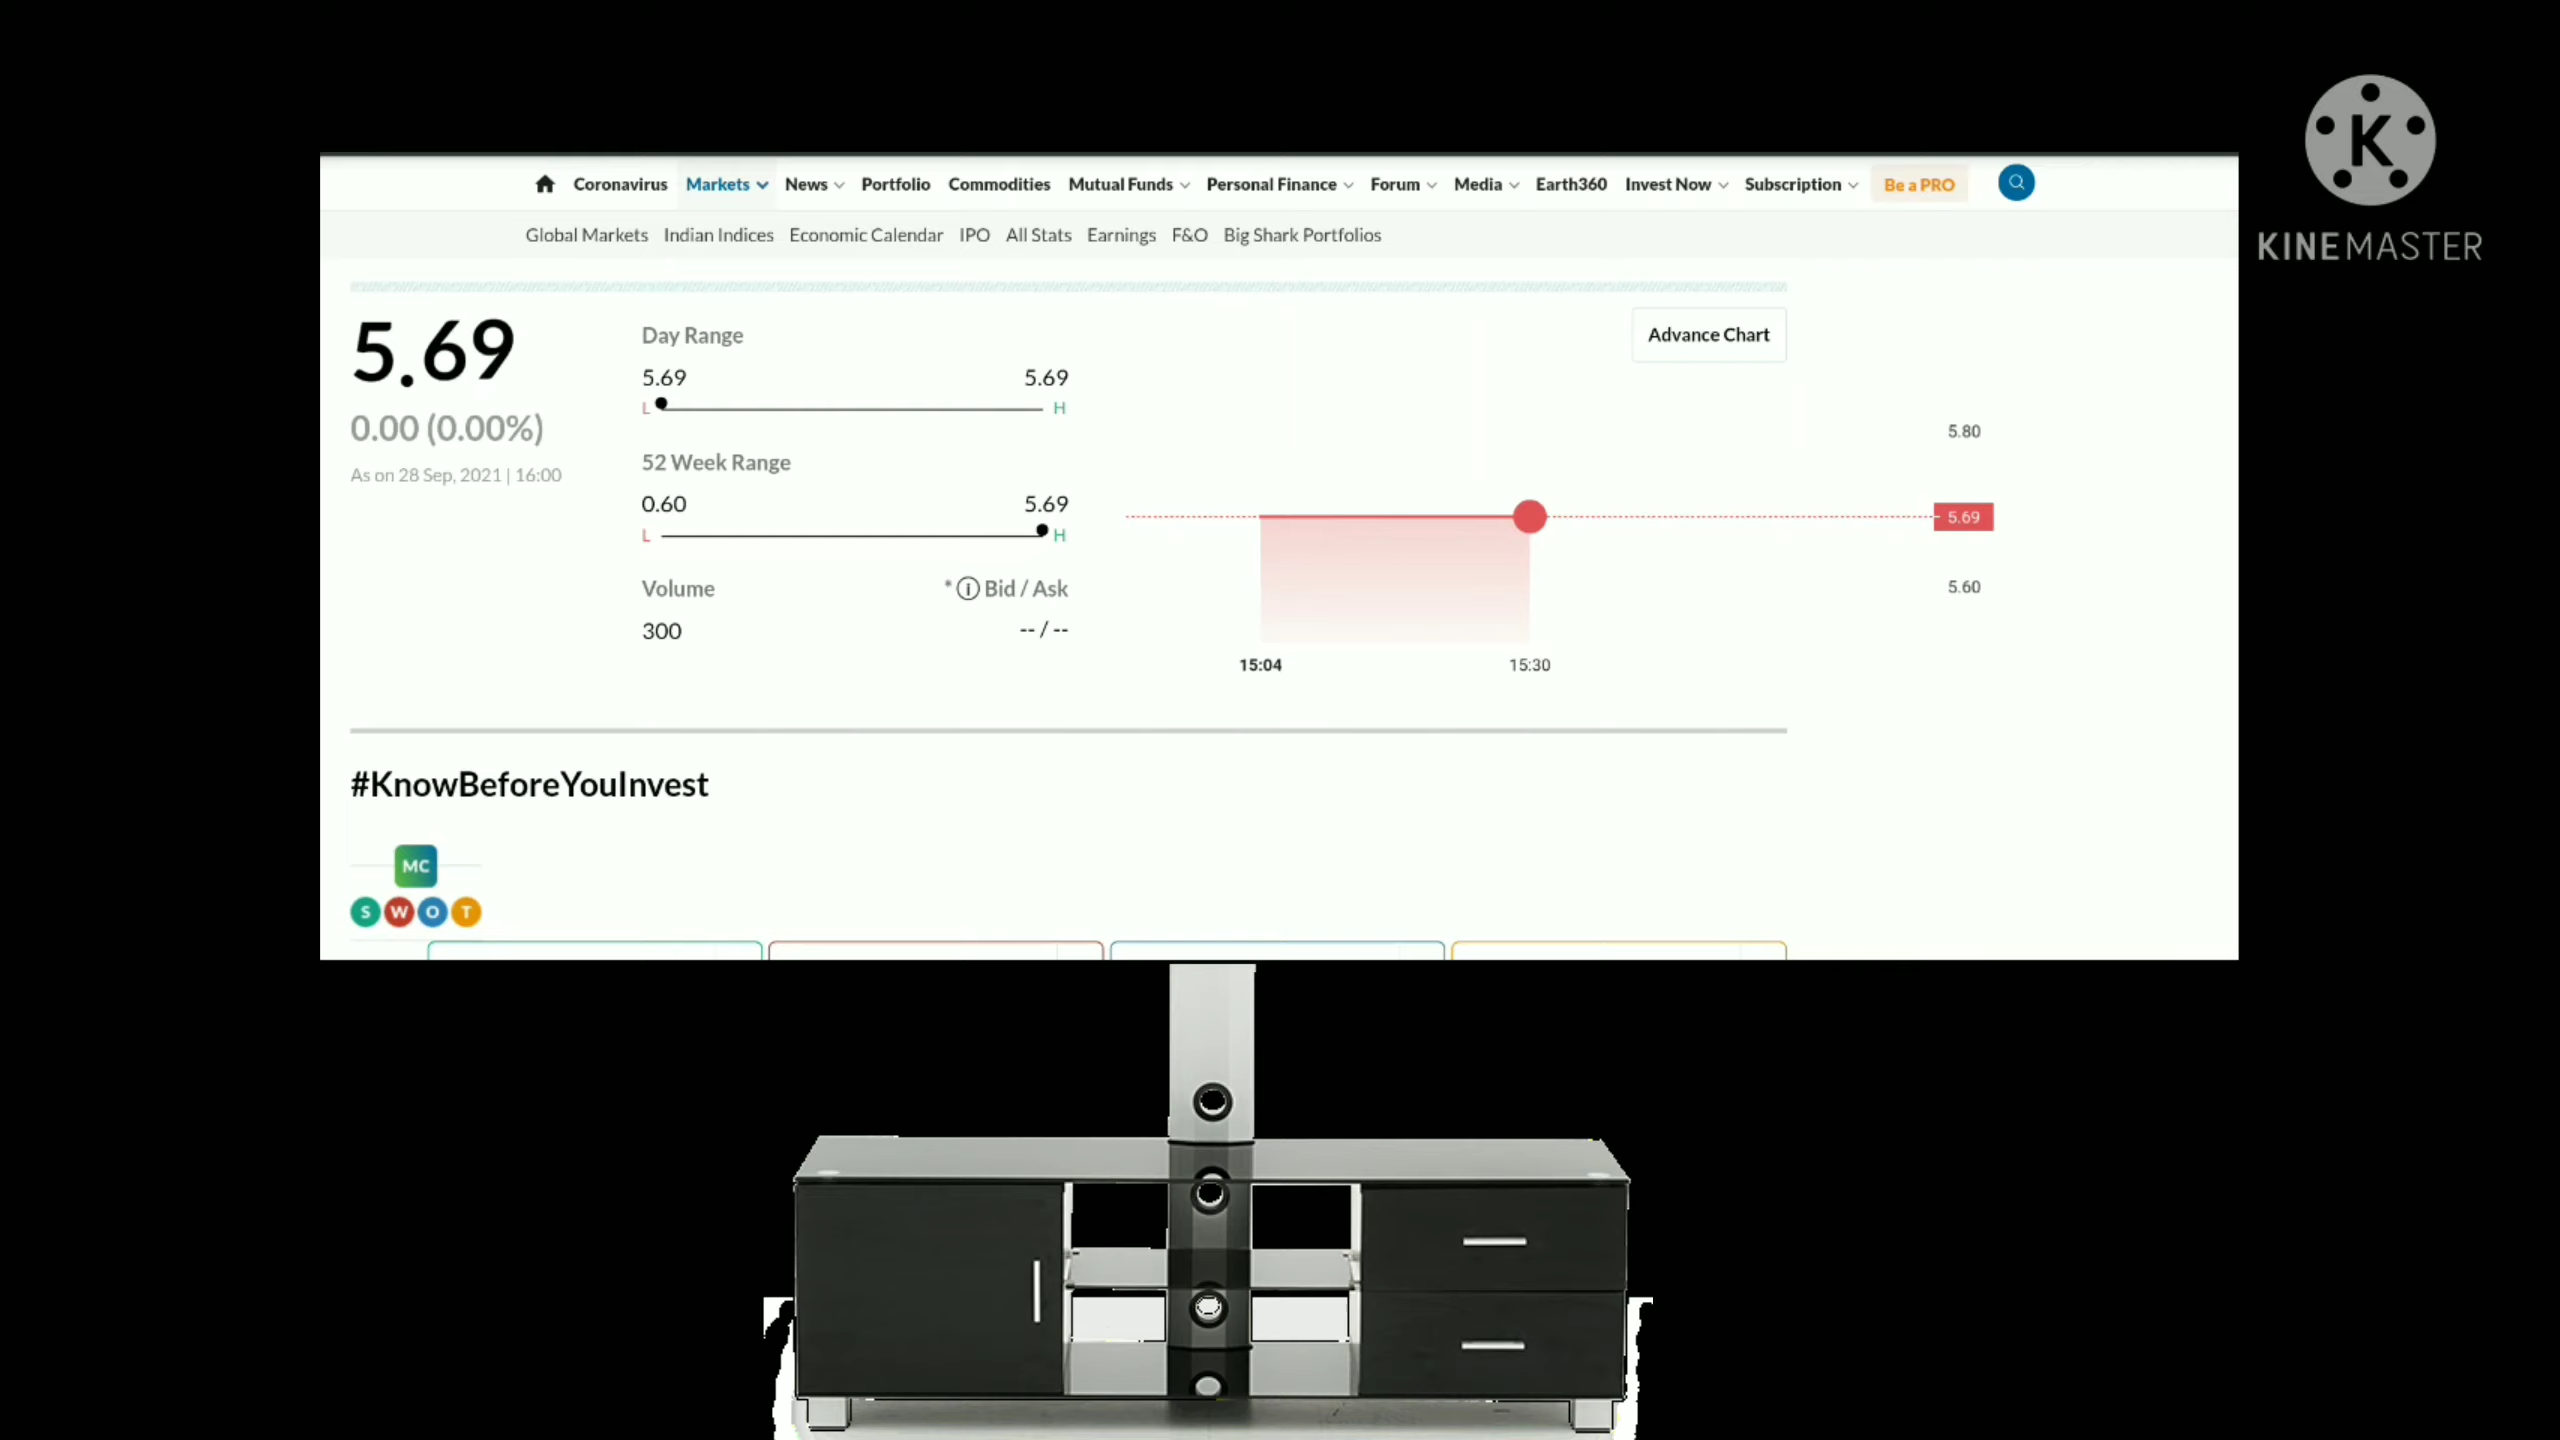 K
KINEMASTER
Coronavirus Markets News Portfolio Commodities Mutual Funds Personal Finance Forum Media Earth360 Invest Now Subscription Be a PRO
Global Markets Indian Indices Economic Calendar IPO All Stats Earnings F&O Big Shark Portfolios
5.69
0.00 (0.00%)
As on 28 Sep, 2021 | 16:00
Day Range
5.69 5.69
L H
52 Week Range
0.60 5.69
L H
Volume * i Bid / Ask
300 -- / --
Advance Chart
5.80
5.69
5.60
15:04 15:30
#KnowBeforeYouInvest
MC
S W O T